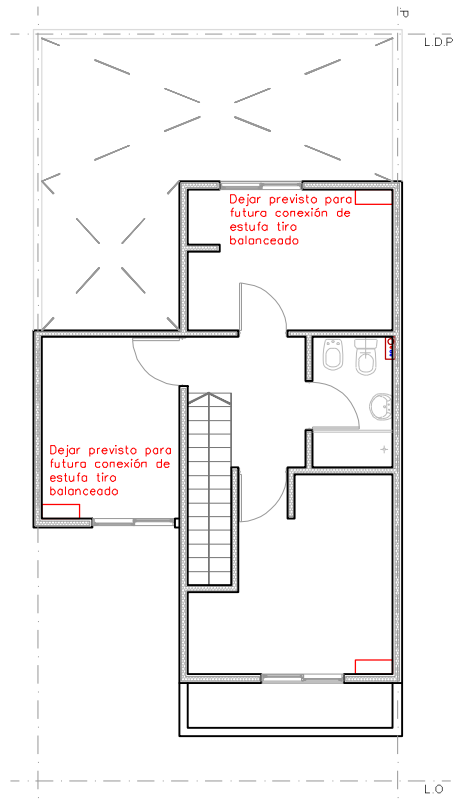 P
L.D.P
Dejar previsto para
futura conexión de
estufa tiro
balanceado
Dejar previsto para
futura conexión de
estufa tiro
balanceado
L.O